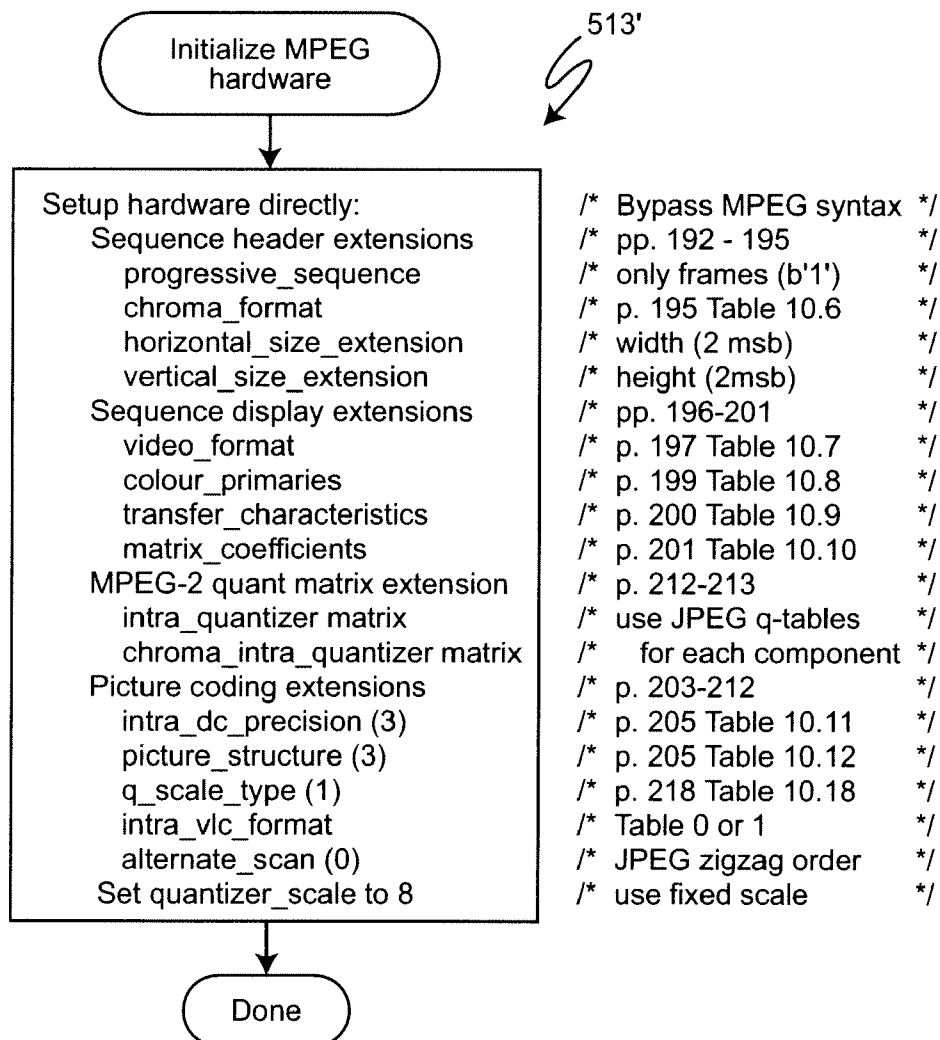 Initialize MPEG
hardware
513'
Setup hardware directly: /* Bypass MPEG syntax */
Sequence header extensions /* pp. 192 - 195 */
progressive_sequence /* only frames (b'1') */
chroma_format /* p. 195 Table 10.6 */
horizontal_size_extension /* width (2 msb) */
vertical_size_extension /* height (2msb) */
Sequence display extensions /* pp. 196-201 */
video_format /* p. 197 Table 10.7 */
colour_primaries /* p. 199 Table 10.8 */
transfer_characteristics /* p. 200 Table 10.9 */
matrix_coefficients /* p. 201 Table 10.10 */
MPEG-2 quant matrix extension /* p. 212-213 */
intra_quantizer matrix /* use JPEG q-tables */
chroma_intra_quantizer matrix /* for each component */
Picture coding extensions /* p. 203-212 */
intra_dc_precision (3) /* p. 205 Table 10.11 */
picture_structure (3) /* p. 205 Table 10.12 */
q_scale_type (1) /* p. 218 Table 10.18 */
intra_vlc_format /* Table 0 or 1 */
alternate_scan (0) /* JPEG zigzag order */
Set quantizer_scale to 8 /* use fixed scale */
Done